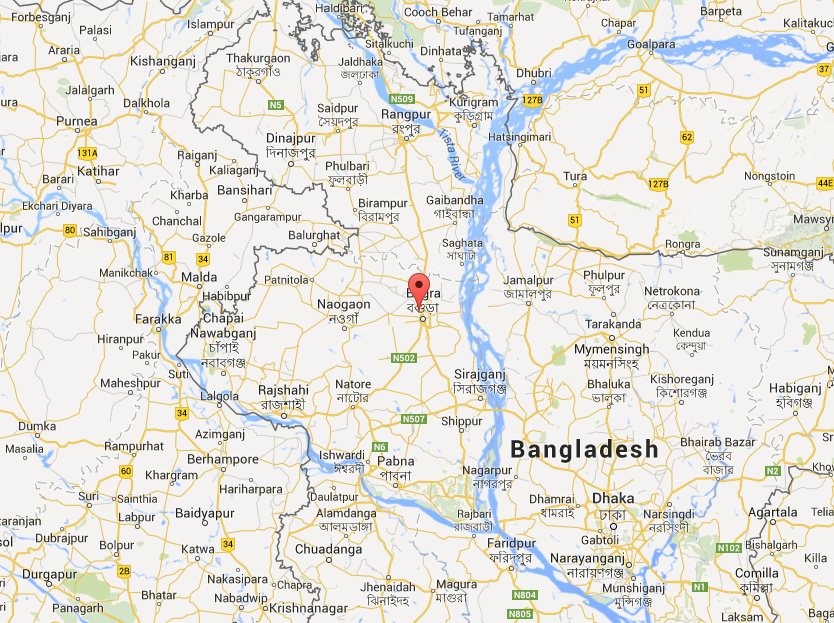 Forbesganj
Palasi
Islampur
Haldibari
Cooch Behar
Tamarhat
Barpeta
Chapar
Kalitaku
Araria
Kishanganj
Sitalkuchi
Tufanganj
Dinhata
Goalpara
Thakurgaon
ঠাকুরগাঁও
Jaldhaka
জলঢাকা
Dhubri
37
Jalalgarh
Dalkhola
N5
N509
127B
51
Purnea
Saidpur
সৈয়দপুর
Rangpur
রংপুর
Kurigram
কুড়িগ্রাম
Hatsingimari
62
131A
Raiganj
Dinajpur
দিনাজপুর
Tista River
Kaliaganj
Phulbari
ফুলবাড়ী
Katihar
Barari
Bansihari
Tura
127B
Nongstoin
44E
Kharba
Birampur
বিরামপুর
Gaibandha
গাইবান্ধা
Ekchari Diyara
Chanchal
Gangarampur
51
Mawsyn
80
Sahibganj
Gazole
Balurghat
Saghata
সাঘাটা
Rongra
81
34
Sunamganj
সুনামগঞ্জ
Manikchak
Malda
Patnitola
Jamalpur
জামালপুর
Phulpur
ফুলপুর
Netrokona
নেত্রকোনা
Habibpur
Naogaon
নওগাঁ
Bogra
বগুড়া
Farakka
Chapai
Nawabganj
চাঁপাই
নবাবগঞ্জ
Tarakanda
Kendua
কেন্দুয়া
Hiranpur
Pakur
N502
Mymensingh
ময়মনসিংহ
Maheshpur
Suti
Rajshahi
রাজশাহী
Natore
নাটোর
Sirajganj
সিরাজগঞ্জ
Bhaluka
ভালুকা
Kishoreganj
কিশোরগঞ্জ
Habiganj
হবিগঞ্জ
Lalgola
34
N507
Shippur
Dumka
Azimganj
N6
Bangladesh
Bhairab Bazar
ভৈরব
বাজার
Masalia
Rampurhat
Berhampore
Ishwardi
ঈশ্বরদী
Pabna
পাবনা
Nagarpur
নাগরপুর
N2
60
Khargram
Hariharpara
Suri
Sainthia
Daulatpur
Dhamrai
ধামরাই
Dhaka
ঢাকা
Narsingdi
নরসিংদী
Agartala
Labpur
Baidyapur
Alamdanga
আলমডাঙ্গা
Rajbari
রাজবাড়ী
Gabtoli
Dubrajpur
Bolpur
34
Katwa
Chuadanga
Faridpur
ফরিদপুর
Narayanganj
নারায়ণগঞ্জ
N102
Bishalgarh
Killa
Durgapur
2B
Nakasipara
Chapra
Jhenaidah
ঝিনাইদহ
Magura
মাগুরা
Munshiganj
মুন্সিগঞ্জ
N1
Comilla
কুমিল্লা
Panagarh
Bhatar
Nabadwip
Krishnanagar
N804
N805
Laksam